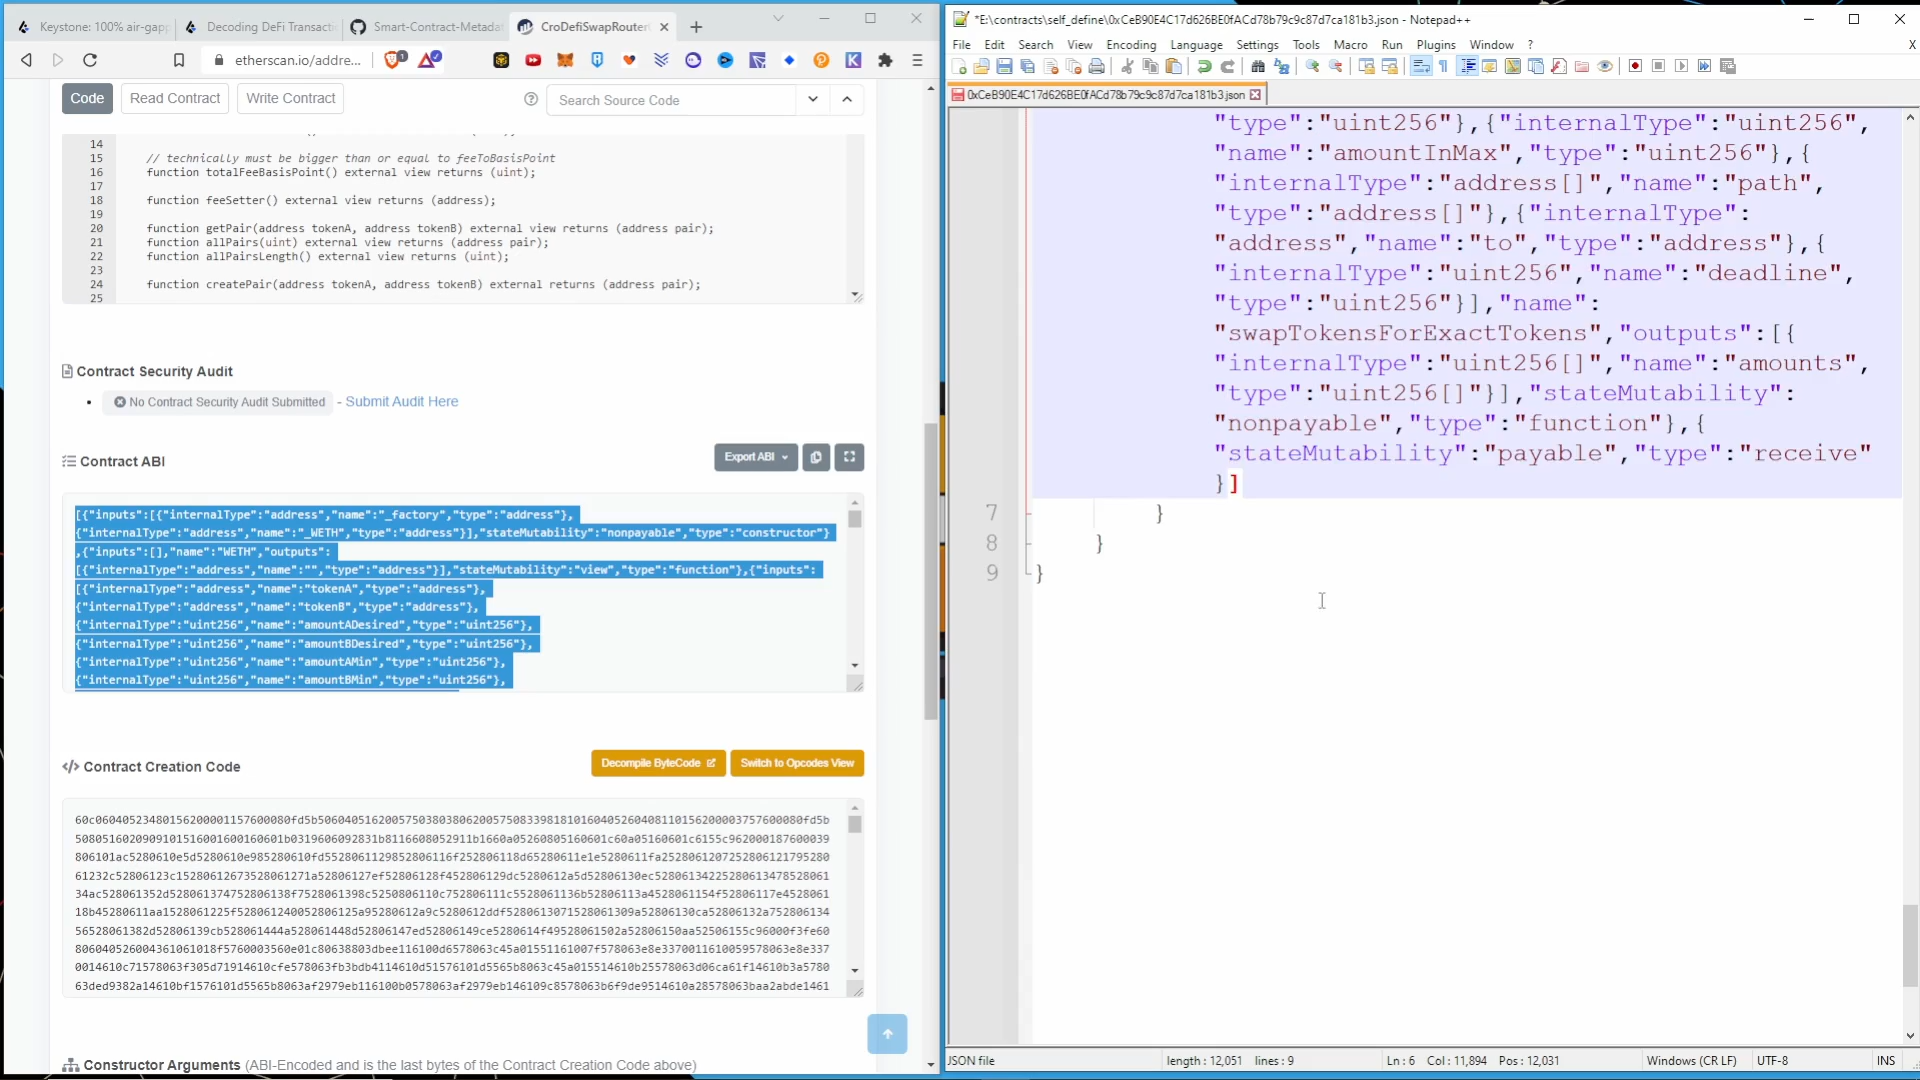 Keystone: 100% air-gap
Decoding DeFi Transacti
Smart-Contract-Metada
CroDefiSwapRouter
etherscan.io/addre...
Code
Read Contract
Write Contract
Search Source Code
14
15 // technically must be bigger than or equal to feeToBasisPoint
16 function totalFeeBasisPoint() external view returns (uint);
17
18 function feeSetter() external view returns (address);
19
20 function getPair(address tokenA, address tokenB) external view returns (address pair);
21 function allPairs(uint) external view returns (address pair);
22 function allPairsLength() external view returns (uint);
23
24 function createPair(address tokenA, address tokenB) external returns (address pair);
25
Contract Security Audit
No Contract Security Audit Submitted - Submit Audit Here
Contract ABI
Export ABI
[{"inputs":[{"internalType":"address","name":"_factory","type":"address"},
{"internalType":"address","name":"_WETH","type":"address"}],"stateMutability":"nonpayable","type":"constructor"}
,{"inputs":[],"name":"WETH","outputs":
[{"internalType":"address","name":"","type":"address"}],"stateMutability":"view","type":"function"},{"inputs":
[{"internalType":"address","name":"tokenA","type":"address"},
{"internalType":"address","name":"tokenB","type":"address"},
{"internalType":"uint256","name":"amountADesired","type":"uint256"},
{"internalType":"uint256","name":"amountBDesired","type":"uint256"},
{"internalType":"uint256","name":"amountAMin","type":"uint256"},
{"internalType":"uint256","name":"amountBMin","type":"uint256"},
Contract Creation Code
Decompile ByteCode
Switch to Opcodes View
Constructor Arguments (ABI-Encoded and is the last bytes of the Contract Creation Code above)
*E:\contracts\self_define\0xCeB90E4C17d626BE0fACd78b79c9c87d7ca181b3.json - Notepad++
File Edit Search View Encoding Language Settings Tools Macro Run Plugins Window ? X
0xCeB90E4C17d626BE0fACd78b79c9c87d7ca181b3.json
"type":"uint256"},{"internalType":"uint256",
"name":"amountInMax","type":"uint256"},{
"internalType":"address[]","name":"path",
"type":"address[]"},{"internalType":
"address","name":"to","type":"address"},{
"internalType":"uint256","name":"deadline",
"type":"uint256"}],"name":
"swapTokensForExactTokens","outputs":[{
"internalType":"uint256[]","name":"amounts",
"type":"uint256[]"}],"stateMutability":
"nonpayable","type":"function"},{
"stateMutability":"payable","type":"receive"
}]
7 }
8 }
9 }
JSON file
length : 12,051 lines : 9
Ln : 6 Col : 11,894 Pos : 12,031
Windows (CR LF)
UTF-8
INS